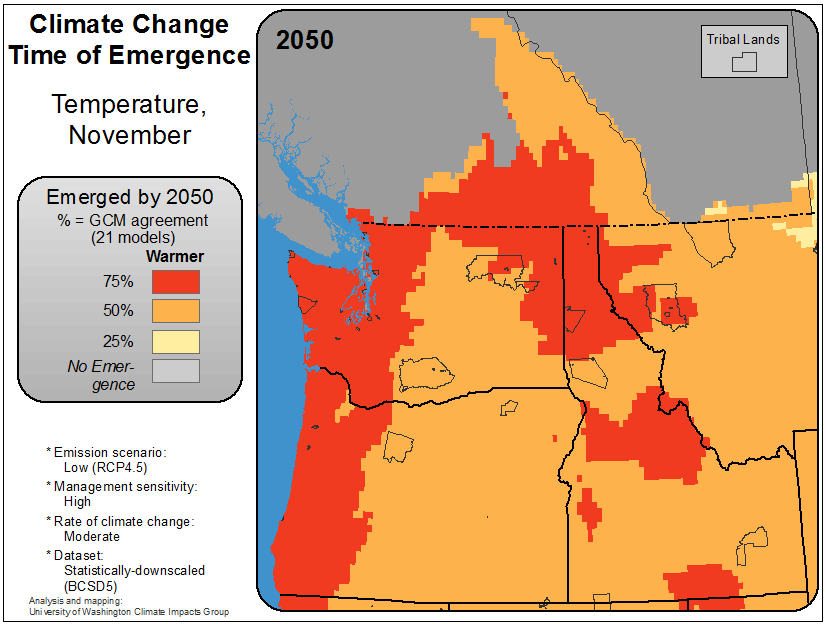 Climate Change
Time of Emergence
Temperature,
November
Emerged by 2050
% = GCM agreement
(21 models)
Warmer
75%
50%
25%
No Emer-
gence
* Emission scenario:
Low (RCP4.5)
* Management sensitivity:
High
* Rate of climate change:
Moderate
* Dataset:
Statistically-downscaled
(BCSD5)
Analysis and mapping:
University of Washington Climate Impacts Group
2050
Tribal Lands